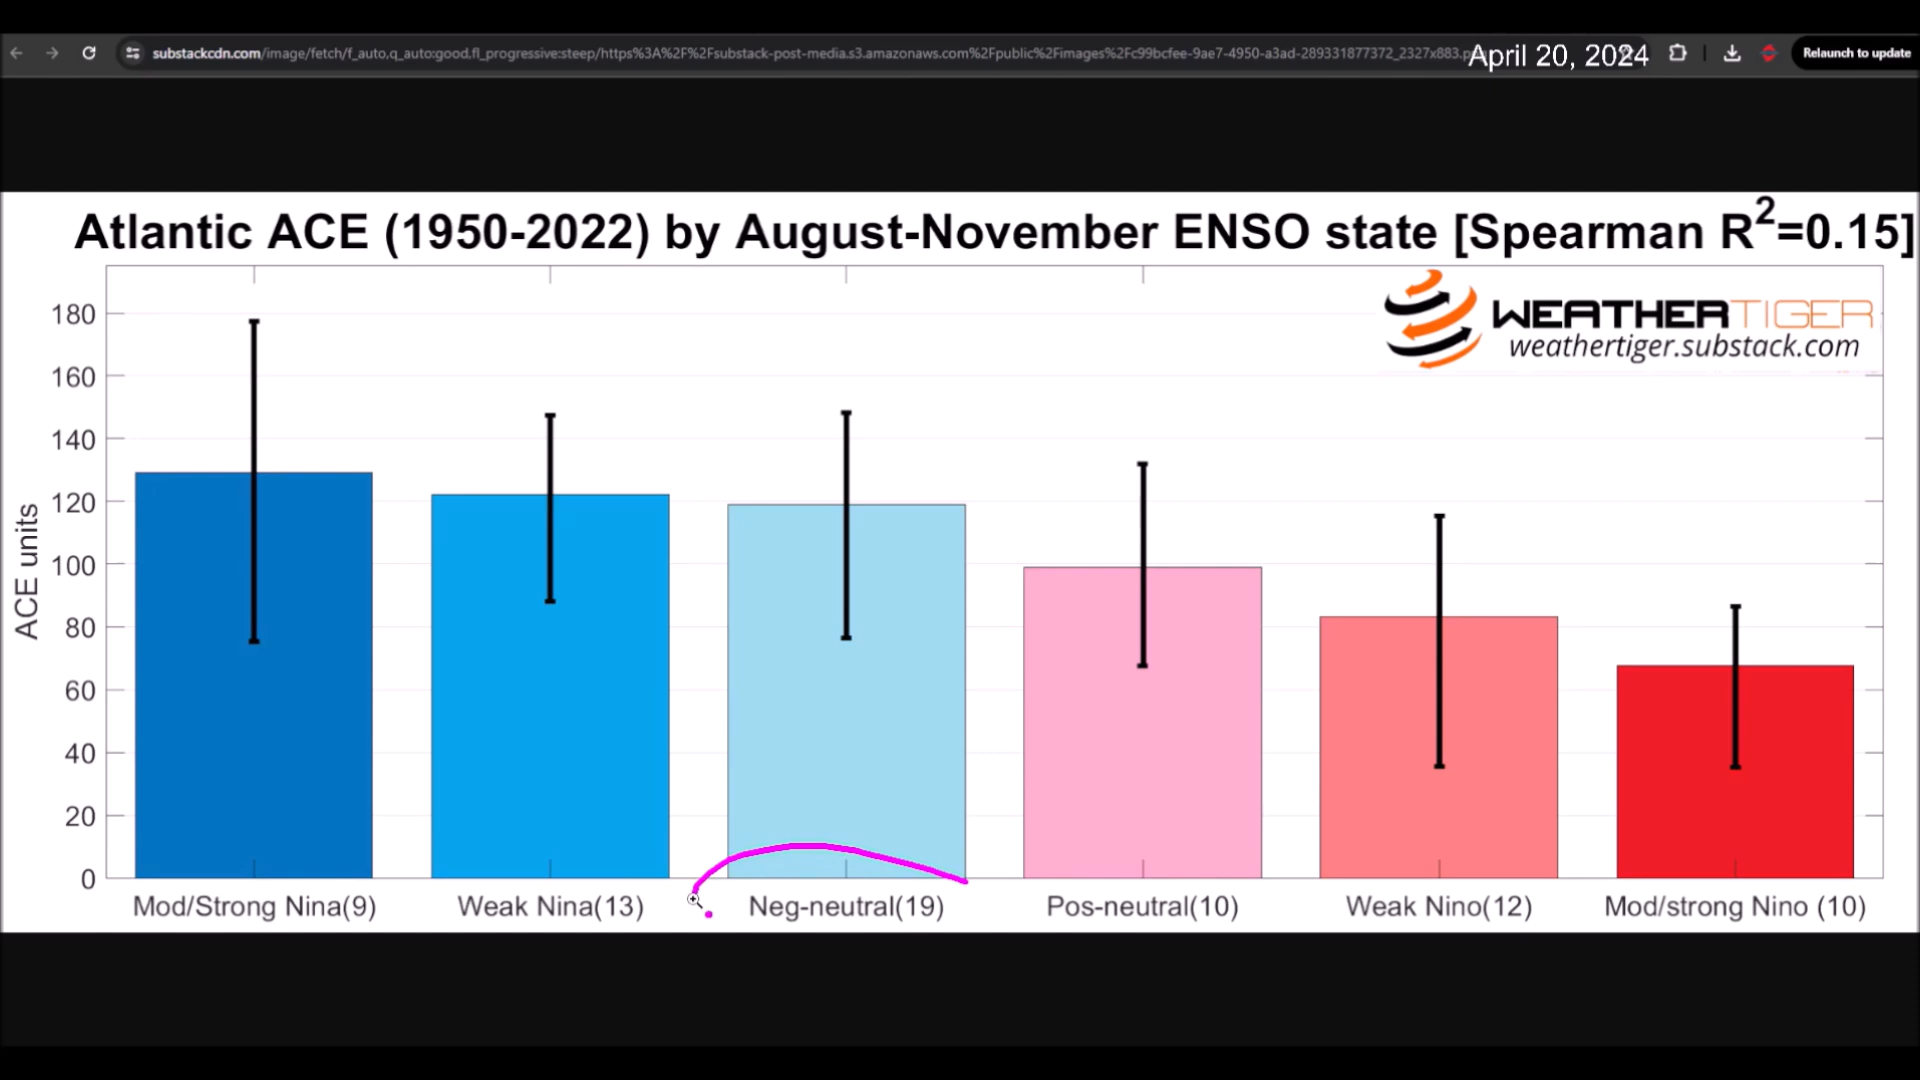 substackcdn.com/image/fetch/f_auto,q_auto:good,fl_progressive:steep/https%3A%2F%2Fsubstack-post-media.s3.amazonaws.com%2Fpublic%2Fimages%2Fc99bcfee-9ae7-4950-a3ad-289331877372_2327x883.p
April 20, 2024
Relaunch to update
Atlantic ACE (1950-2022) by August-November ENSO state [Spearman R²=0.15]
WEATHERTIGER
weathertiger.substack.com
ACE units
180
160
140
120
100
80
60
40
20
0
Mod/Strong Nina(9) Weak Nina(13) Neg-neutral(19) Pos-neutral(10) Weak Nino(12) Mod/strong Nino (10)